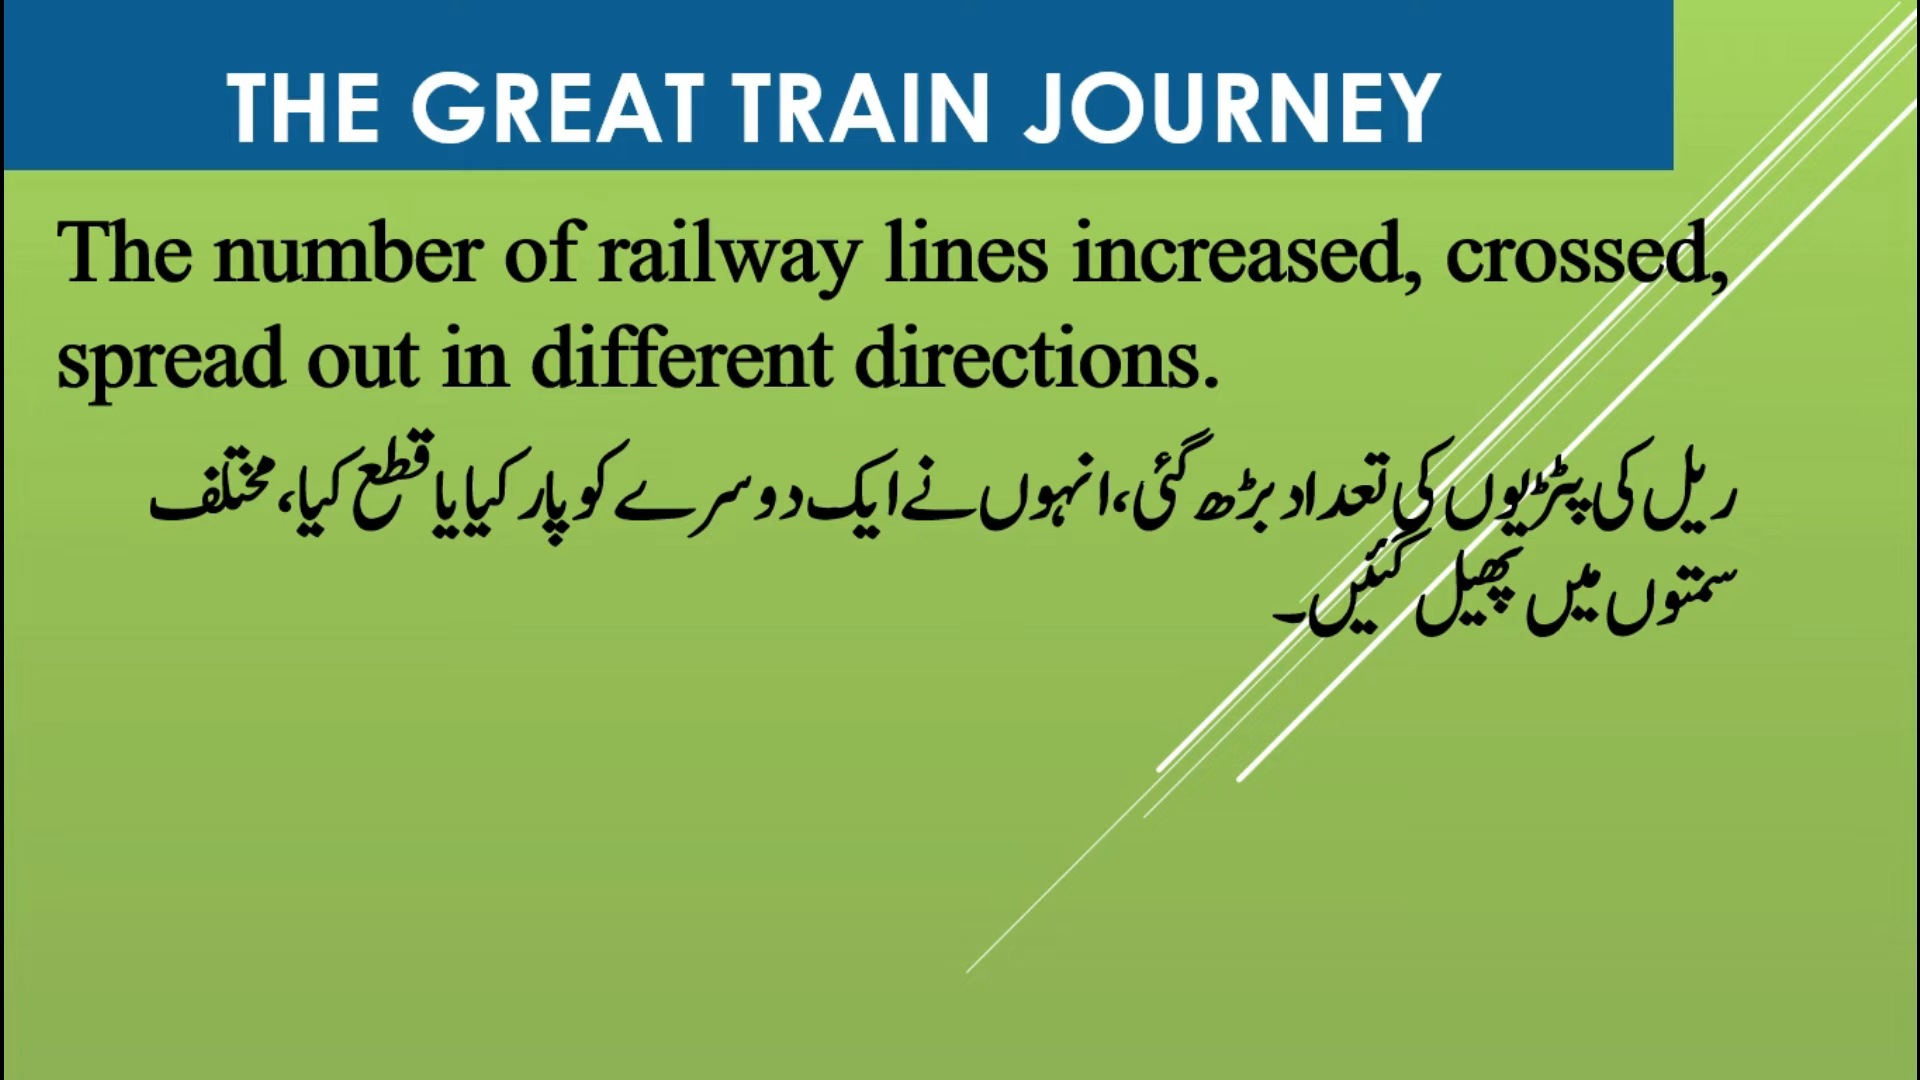 THE GREAT TRAIN JOURNEY
The number of railway lines increased, crossed,
spread out in different directions.
ریل کی پٹڑیوں کی تعداد بڑھ گئی، انہوں نے ایک دوسرے کو پار کیا یا قطع کیا، مختلف
سمتوں میں پھیل گئیں۔